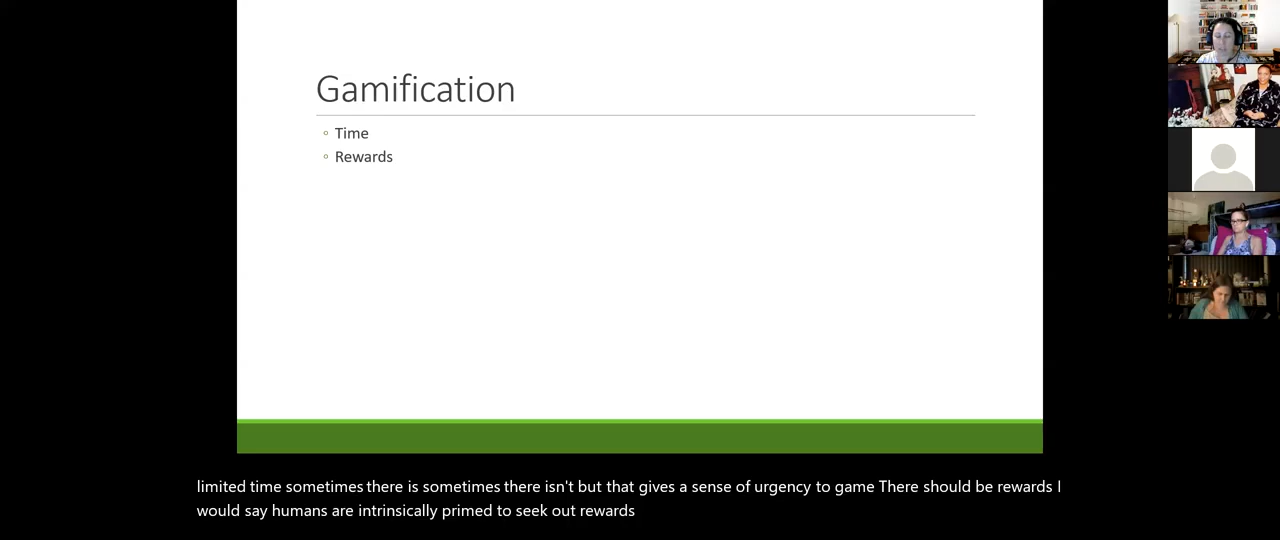 Gamification
Time
Rewards
limited time sometimes there is sometimes there isn't but that gives a sense of urgency to game There should be rewards I
would say humans are intrinsically primed to seek out rewards